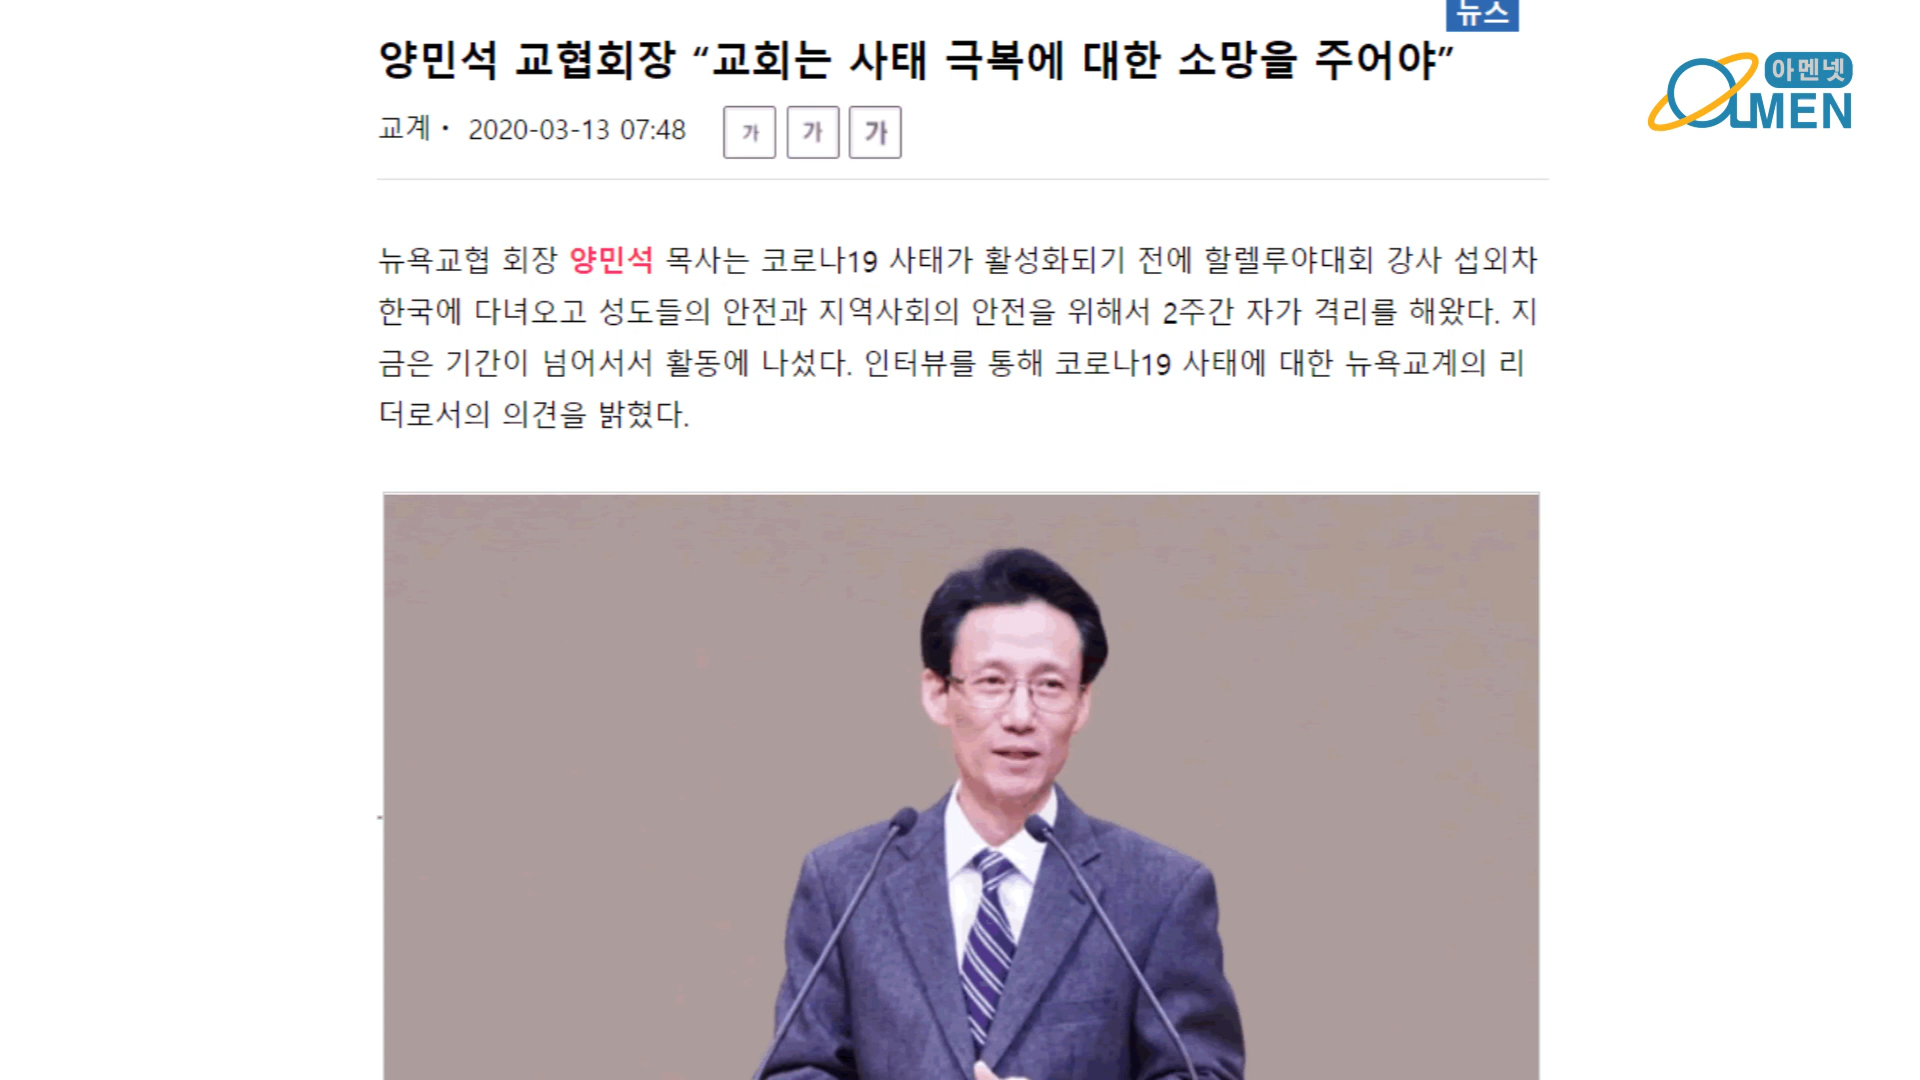 뉴스
양민석 교협회장 “교회는 사태 극복에 대한 소망을 주어야”
아멘넷
AMEN
교계 · 2020-03-13 07:48
가 가 가
뉴욕교협 회장 양민석 목사는 코로나19 사태가 활성화되기 전에 할렐루야대회 강사 섭외차
한국에 다녀오고 성도들의 안전과 지역사회의 안전을 위해서 2주간 자가 격리를 해왔다. 지
금은 기간이 넘어서서 활동에 나섰다. 인터뷰를 통해 코로나19 사태에 대한 뉴욕교계의 리
더로서의 의견을 밝혔다.